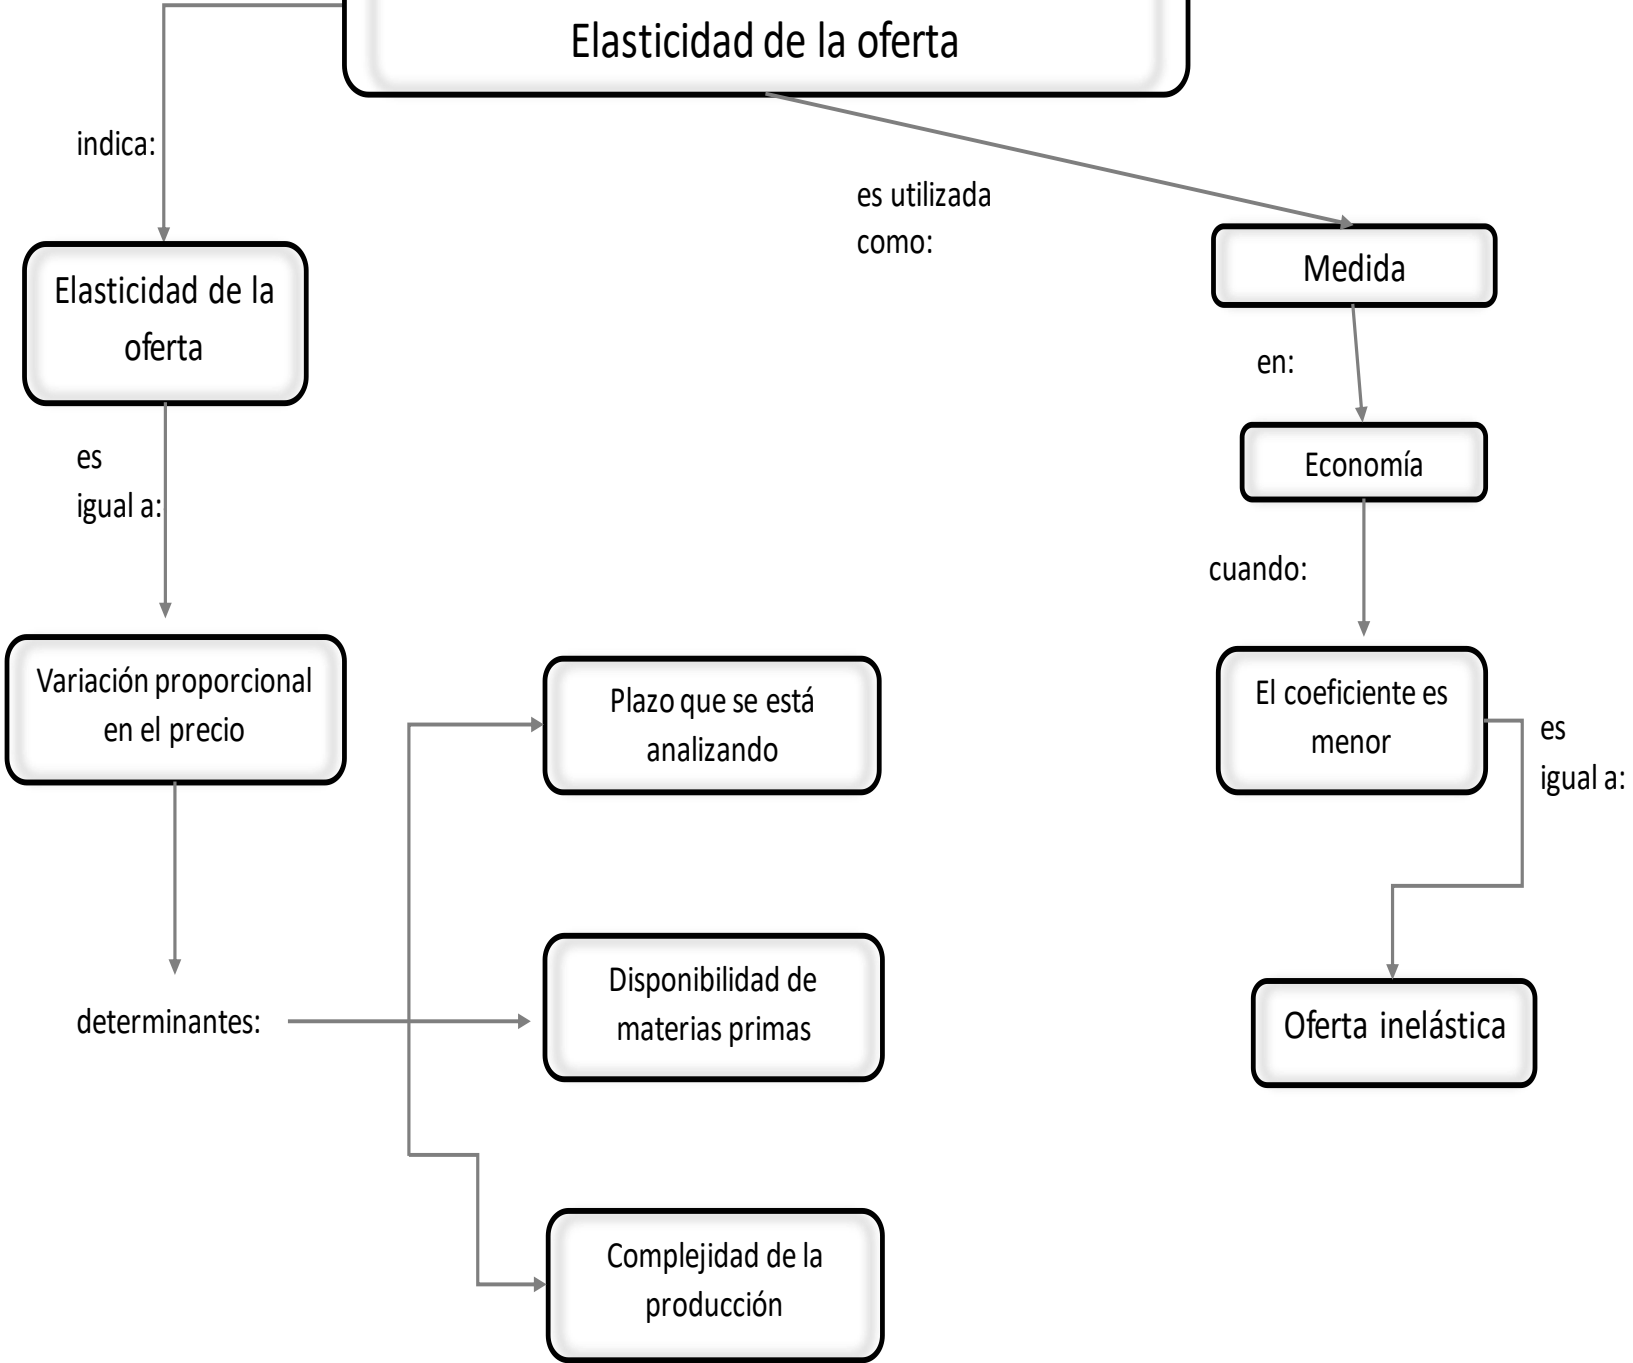 Elasticidad de la oferta
indica:
es utilizada
como:
Medida
Elasticidad de la
oferta
en:
Economía
es
igual a:
cuando:
Variación proporcional
en el precio
Plazo que se está
analizando
El coeficiente es
menor
es
igual a:
Disponibilidad de
materias primas
determinantes:
Oferta inelástica
Complejidad de la
producción